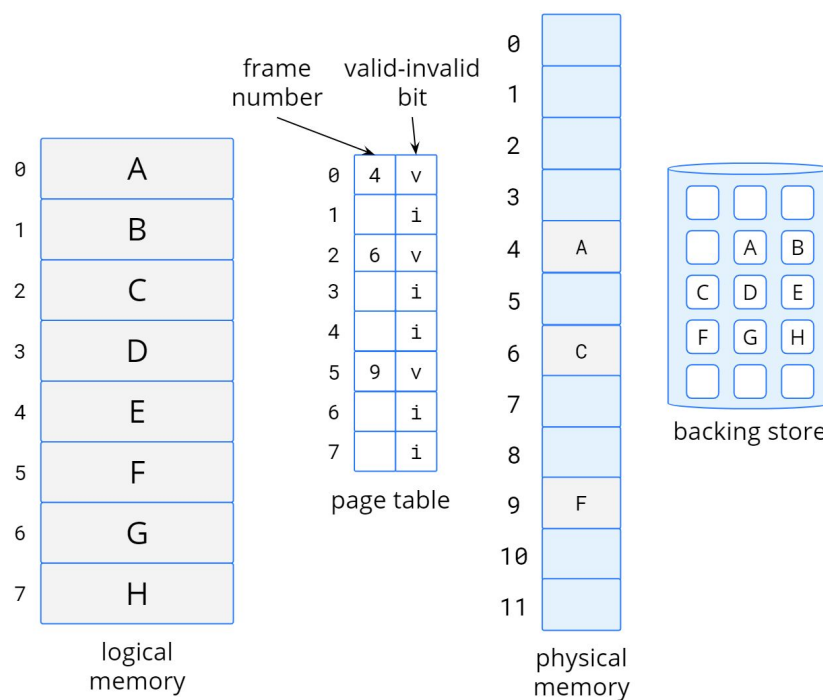 frame
number
valid-invalid
bit
0 A
1 B
2 C
3 D
4 E
5 F
6 G
7 H
logical
memory
0 4 v
1 i
2 6 v
3 i
4 i
5 9 v
6 i
7 i
page table
0
1
2
3
4 A
5
6 C
7
8
9 F
10
11
physical
memory
A B
C D E
F G H
backing store